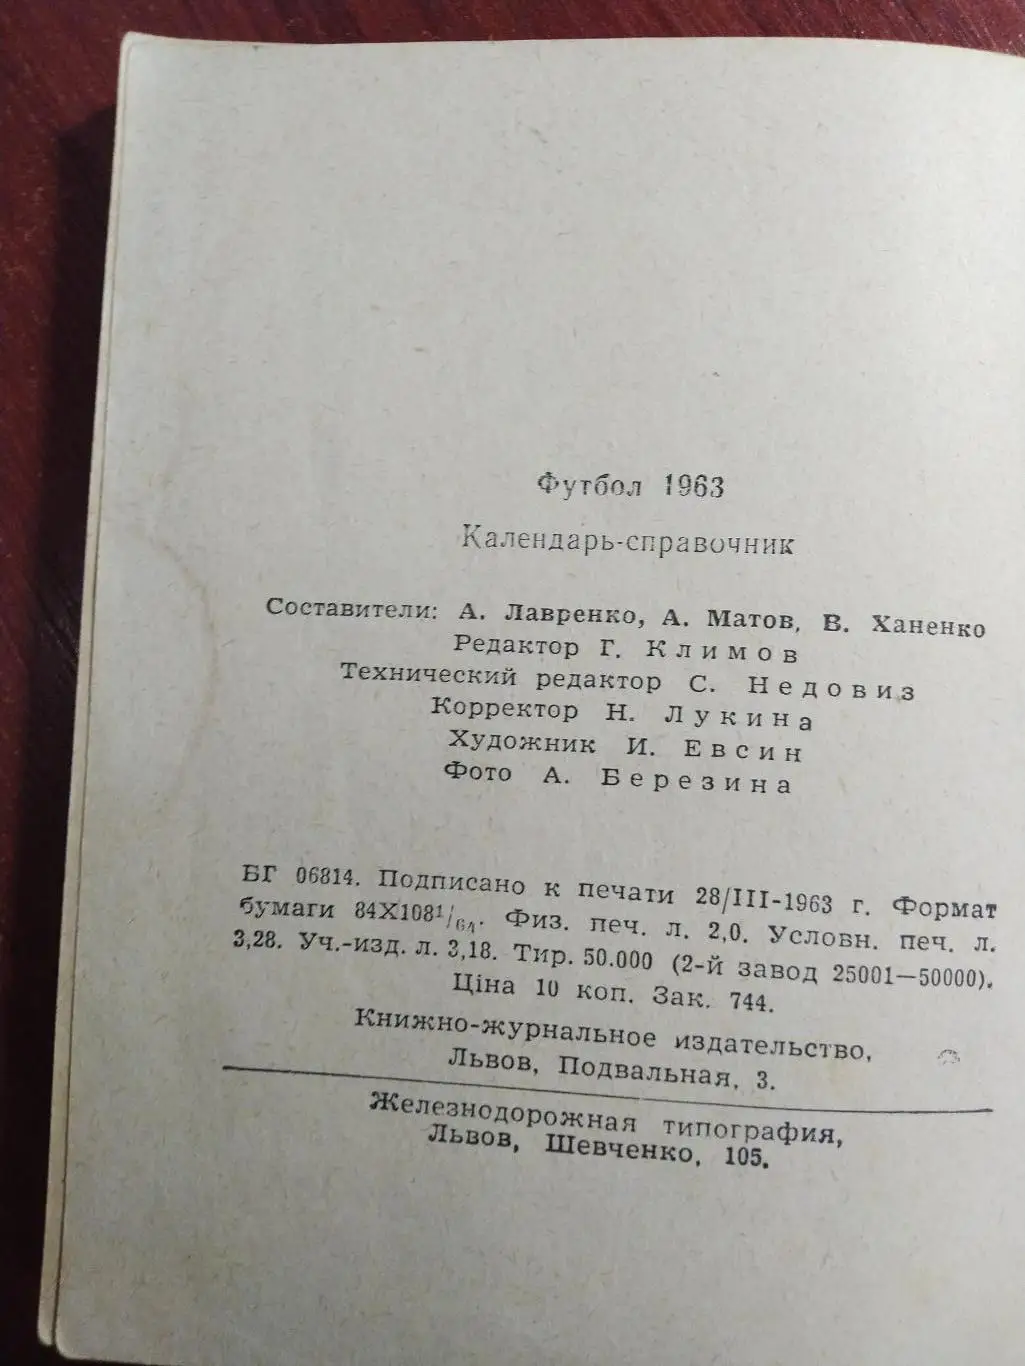 Футбол 1963
Календарь-справочник
Составители: А. Лавренко, А. Матов, В. Ханенко
Редактор Г. Климов
Технический редактор С. Недовиз
Корректор Н. Лукина
Художник И. Евсин
Фото А. Березина
БГ 06814. Подписано к печати 28/III-1963 г. Формат
бумаги 84X108¹/₆₄. Физ. печ. л. 2,0. Условн. печ. л.
3,28. Уч.-изд. л. 3,18. Тир. 50.000 (2-й завод 25001—50000).
Ціна 10 коп. Зак. 744.
Книжно-журнальное издательство,
Львов, Подвальная, 3.
Железнодорожная типография,
Львов, Шевченко, 105.